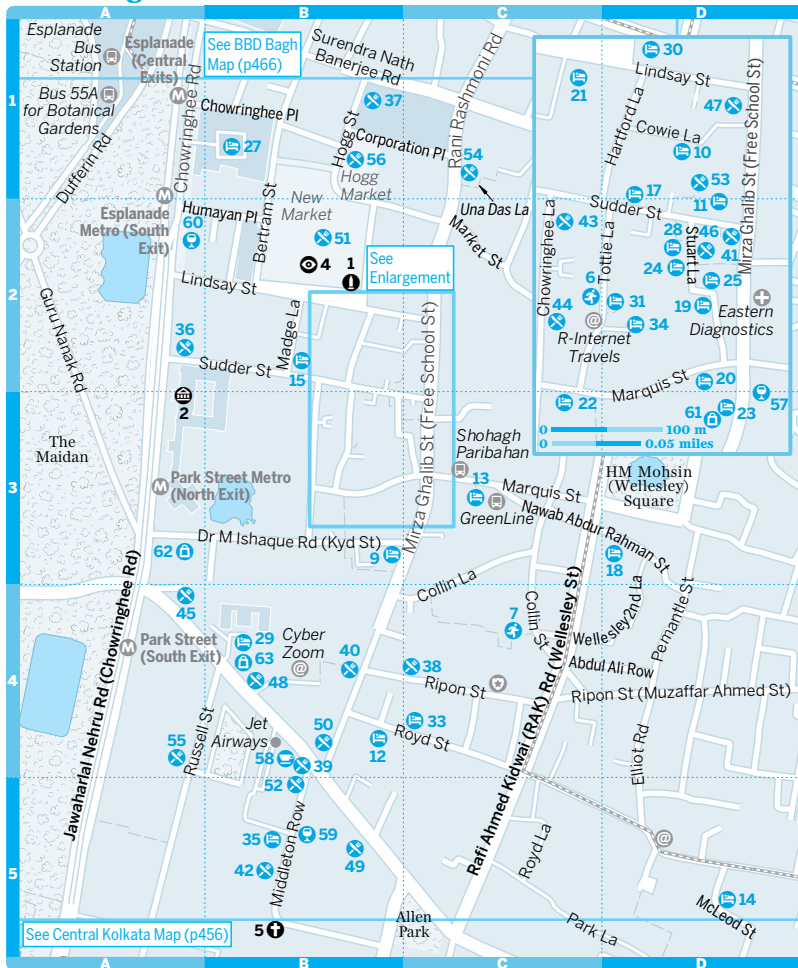 A
B
C
D
1
2
3
4
5
Esplanade
Bus
Station
Esplanade
(Central
Exits)
M
See BBD Bagh
Map (p466)
Surendra Nath
Banerjee Rd
Rani Rashmoni Rd
Bus 55A
for Botanical
Gardens
Dufferin Rd
Chowringhee Rd
Chowringhee Pl
Hogg St
37
Corporation Pl
27
56
Hogg
Market
54
Una Das La
Esplanade
Metro (South
Exit)
M
Humayan Pl
60
Bertram St
New
Market
51
4
1
See
Enlargement
Market St
Lindsay St
Guru Nanak Rd
36
Sudder St
Madge La
15
2
Mirza Ghalib St (Free School St)
The
Maidan
M
Park Street Metro
(North Exit)
Shohagh
Paribahan
13
Marquis St
GreenLine
Nawab Abdur Rahman St
HM Mohsin
(Wellesley)
Square
62
Dr M Ishaque Rd (Kyd St)
9
18
45
Collin La
7
Collin St
Wellesley 2nd La
Pemantle St
Jawaharlal Nehru Rd (Chowringhee Rd)
Park Street
(South Exit)
M
29
63
48
Cyber
Zoom
@
40
38
Ripon St
Abdul Ali Row
Ripon St (Muzaffar Ahmed St)
Rafi Ahmed Kidwai (RAK) Rd (Wellesley St)
33
Royd St
50
12
Jet
Airways
58
39
52
55
Russell St
Elliot Rd
@
35
59
49
42
Middleton Row
Royd La
14
McLeod St
Park La
Allen
Park
5
See Central Kolkata Map (p456)
30
Lindsay St
21
Hartford La
47
Cowie La
10
53
17
11
Sudder St
43
Chowringhee La
Tottie La
28
46
41
Stuart La
24
25
6
31
19
44
34
@
R-Internet
Travels
Eastern
Diagnostics
Mirza Ghalib St (Free School St)
Marquis St
20
22
23
61
57
0
100 m
0
0.05 miles
A
B
C
D